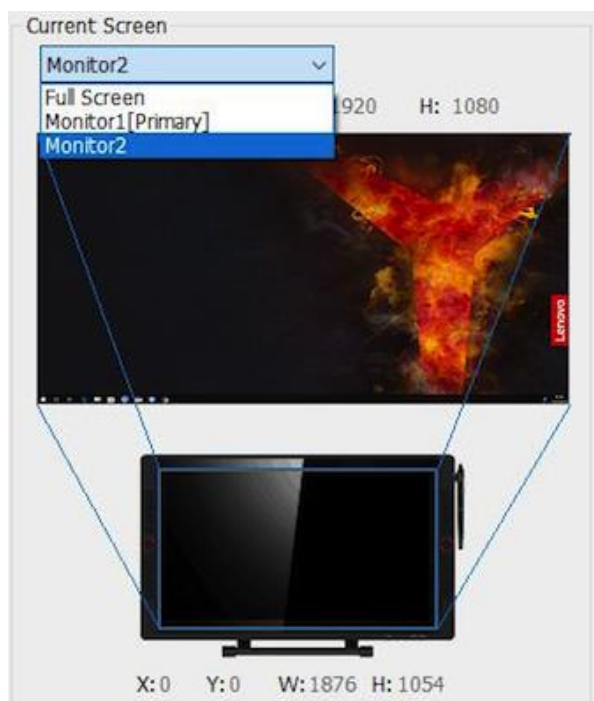 Current Screen
Monitor2
Full Screen
Monitor1[Primary]
Monitor2
1920 H: 1080
Lenovo
X: 0 Y: 0 W: 1876 H: 1054